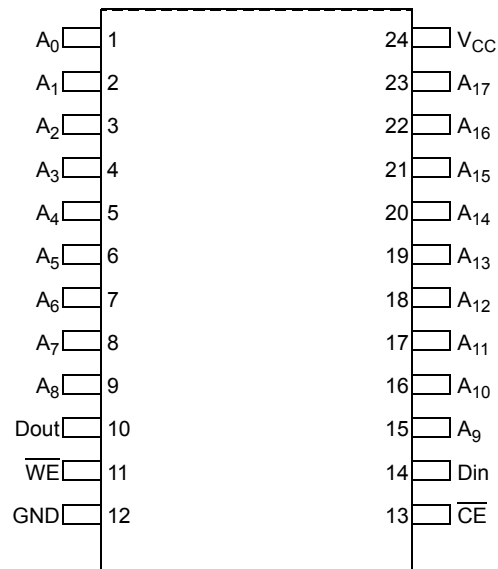 A0 1 24 VCC
A1 2 23 A17
A2 3 22 A16
A3 4 21 A15
A4 5 20 A14
A5 6 19 A13
A6 7 18 A12
A7 8 17 A11
A8 9 16 A10
Dout 10 15 A9
W̅E̅ 11 14 Din
GND 12 13 C̅E̅